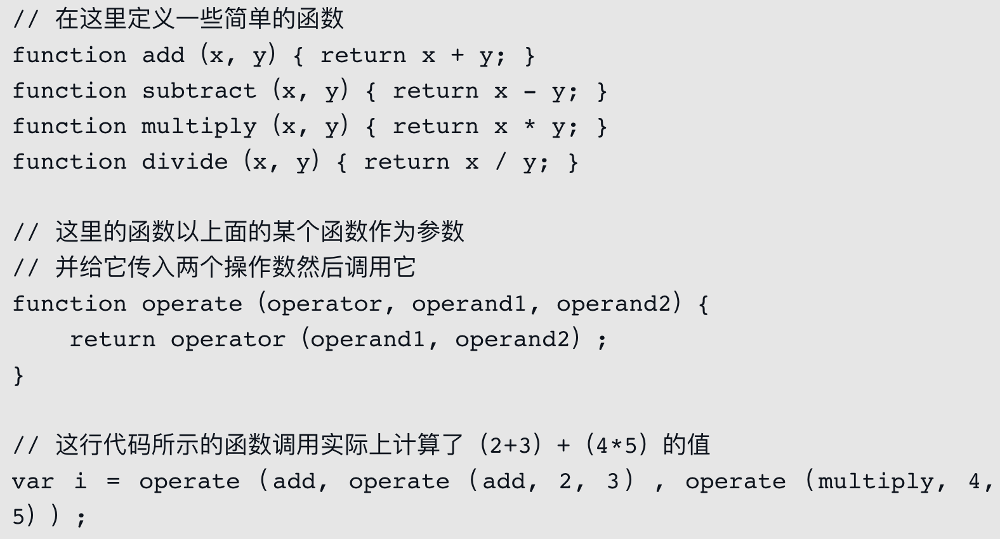 // 在这里定义一些简单的函数
function add（x, y）{ return x + y; }
function subtract（x, y）{ return x - y; }
function multiply（x, y）{ return x * y; }
function divide（x, y）{ return x / y; }
// 这里的函数以上面的某个函数作为参数
// 并给它传入两个操作数然后调用它
function operate（operator, operand1, operand2）{
    return operator（operand1, operand2）;
}
// 这行代码所示的函数调用实际上计算了（2+3）+（4*5）的值
var i = operate（add, operate（add, 2, 3）, operate（multiply, 4,
5））;